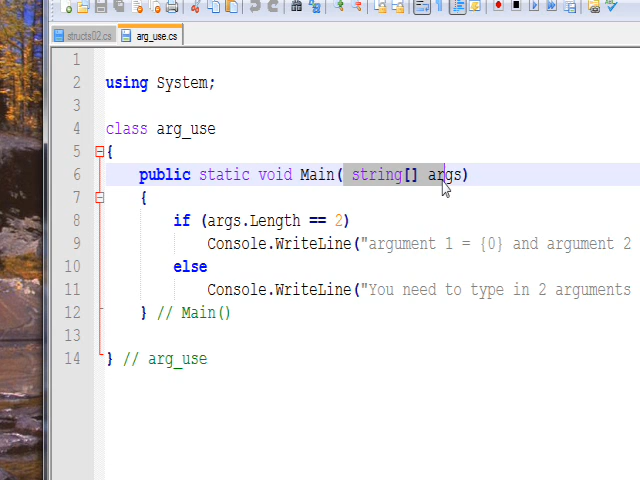 structs02.cs arg_use.cs
1
2 using System;
3
4 class arg_use
5 {
6 public static void Main( string[] args)
7 {
8 if (args.Length == 2)
9 Console.WriteLine("argument 1 = {0} and argument 2
10 else
11 Console.WriteLine("You need to type in 2 arguments
12 } // Main()
13
14 } // arg_use